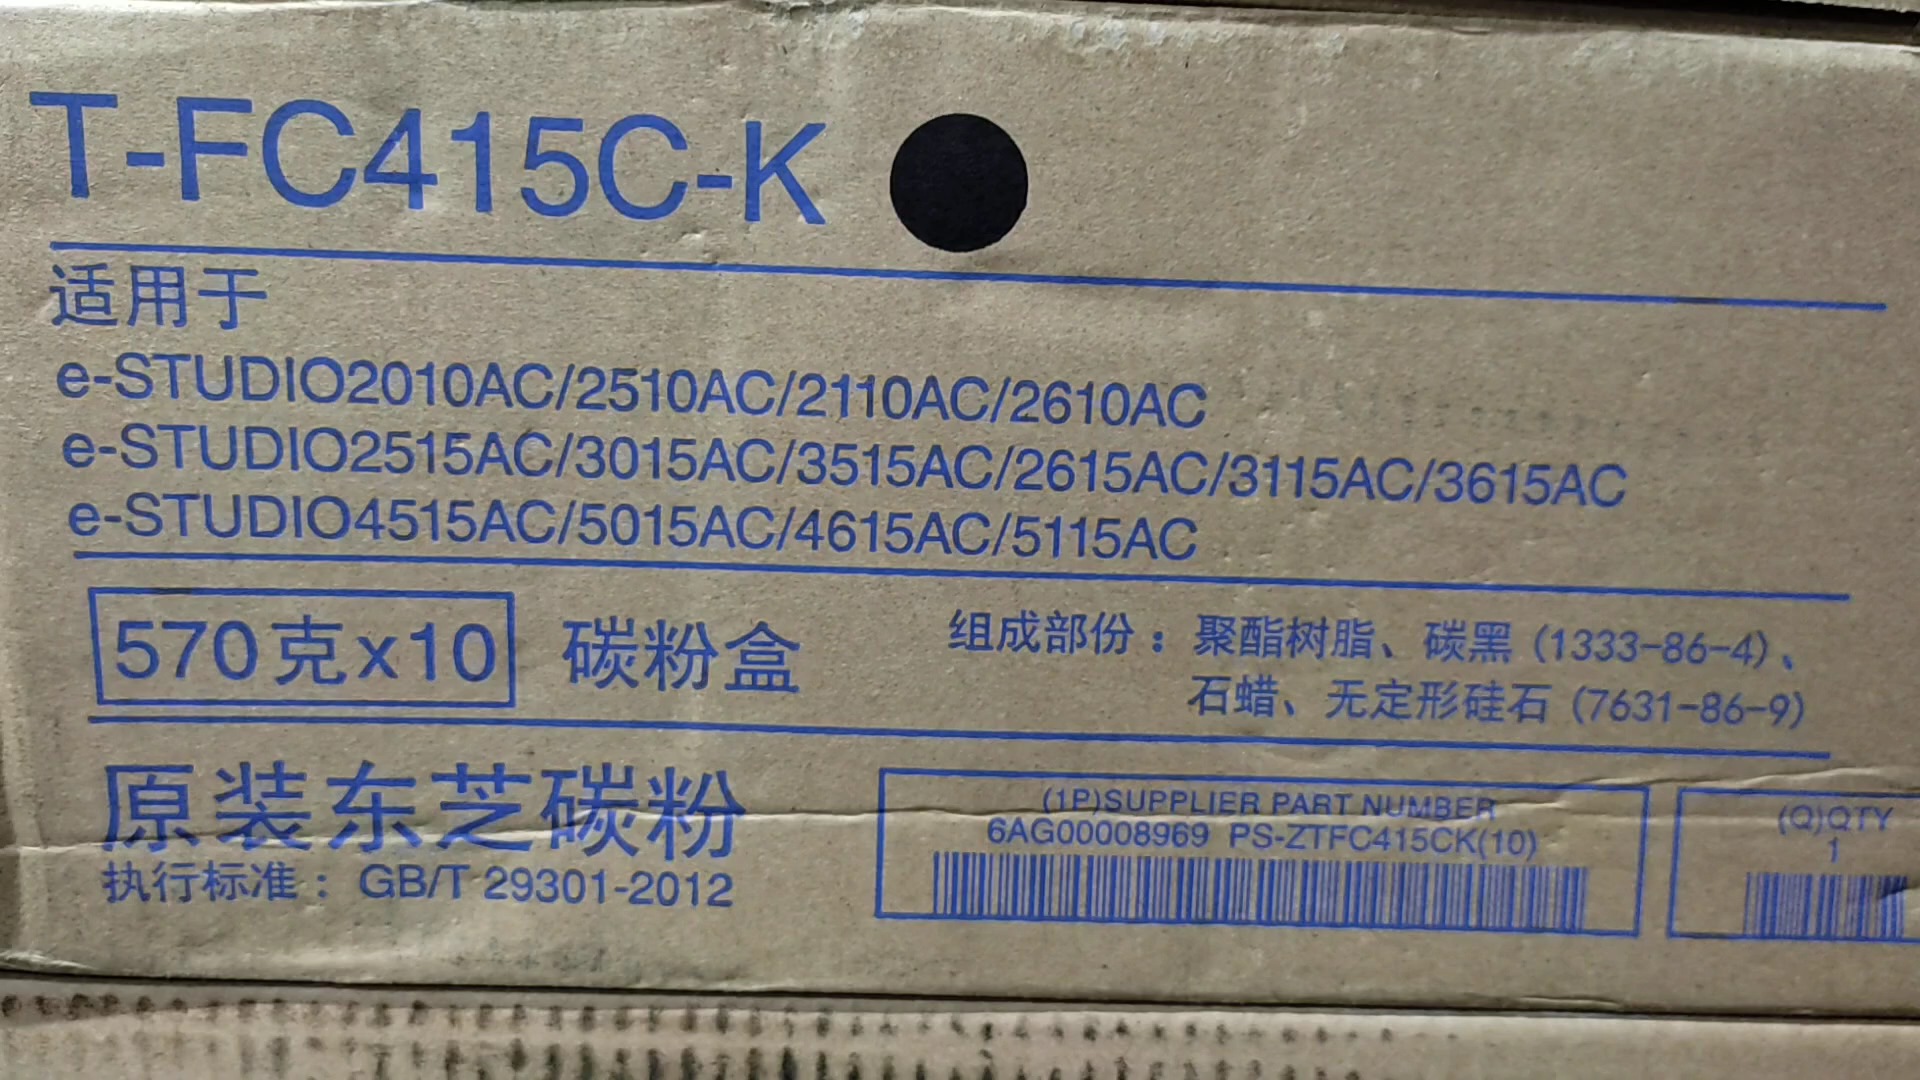 T-FC415C-K
适用于
e-STUDIO2010AC/2510AC/2110AC/2610AC
e-STUDIO2515AC/3015AC/3515AC/2615AC/3115AC/3615AC
e-STUDIO4515AC/5015AC/4615AC/5115AC
570克x10 碳粉盒
组成部份：聚酯树脂、碳黑 (1333-86-4)、
石蜡、无定形硅石 (7631-86-9)
原装东芝碳粉
执行标准： GB/T 29301-2012
(1P)SUPPLIER PART NUMBER
6AG00008969 PS-ZTFC415CK(10)
(Q)QTY
1